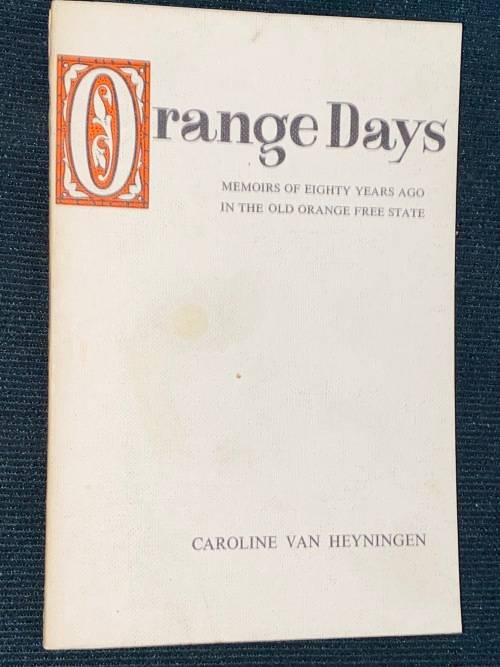 Orange Days
MEMOIRS OF EIGHTY YEARS AGO
IN THE OLD ORANGE FREE STATE
CAROLINE VAN HEYNINGEN